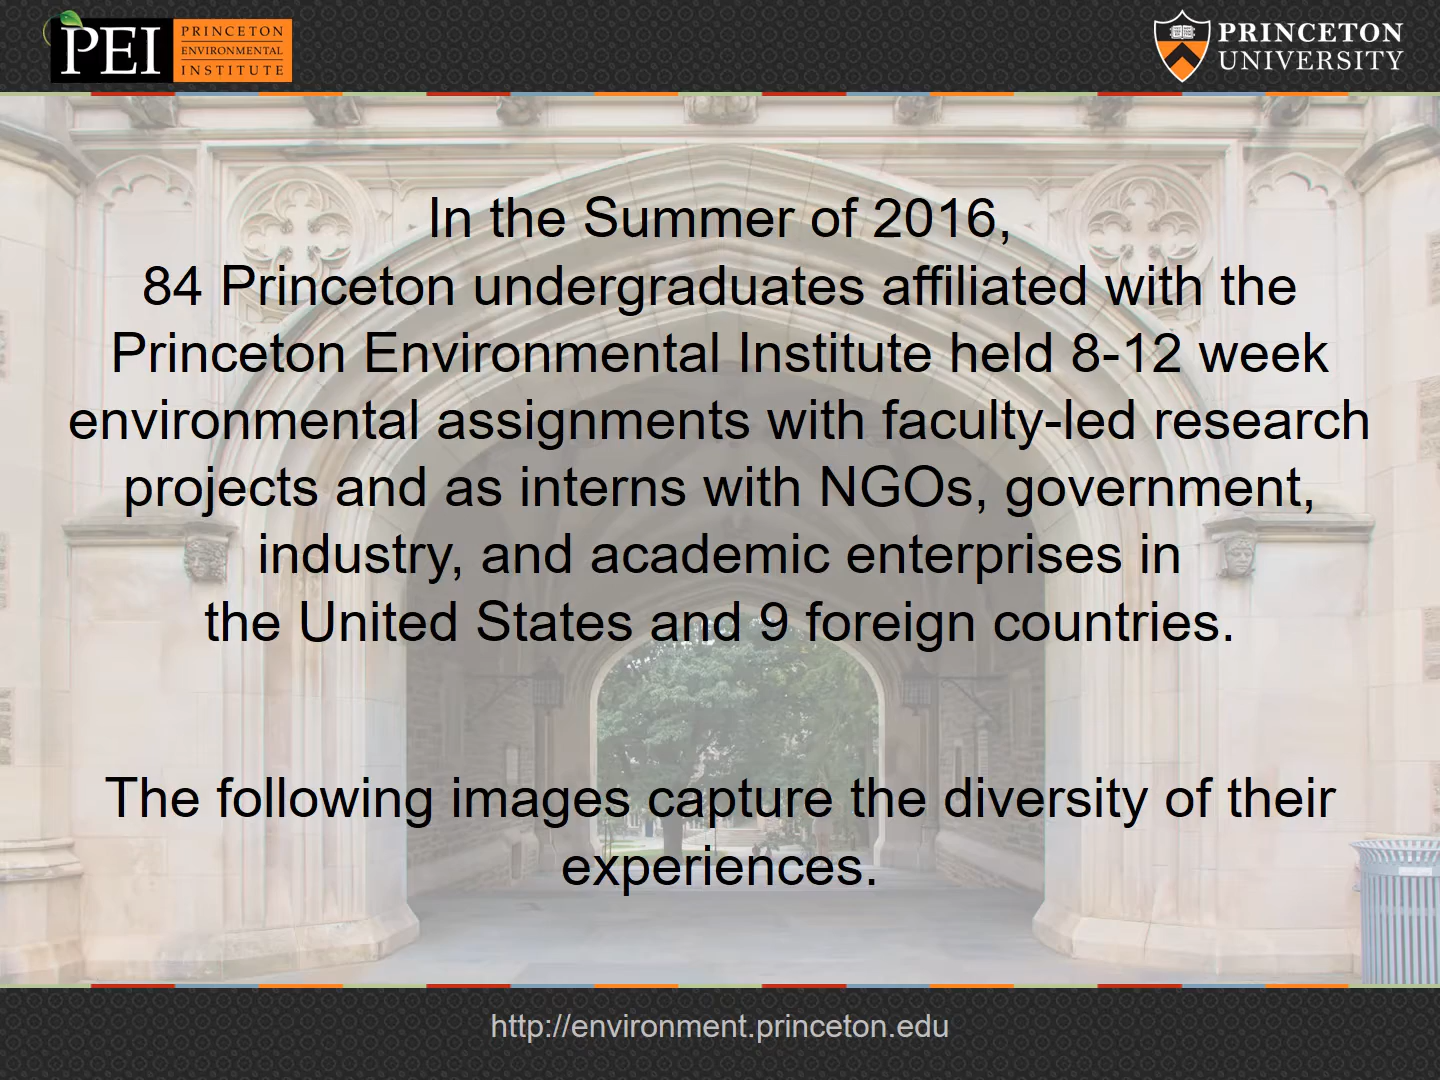 PEI
PRINCETON
ENVIRONMENTAL
INSTITUTE
PRINCETON
UNIVERSITY
In the Summer of 2016,
84 Princeton undergraduates affiliated with the
Princeton Environmental Institute held 8-12 week
environmental assignments with faculty-led research
projects and as interns with NGOs, government,
industry, and academic enterprises in
the United States and 9 foreign countries.
The following images capture the diversity of their
experiences.
http://environment.princeton.edu